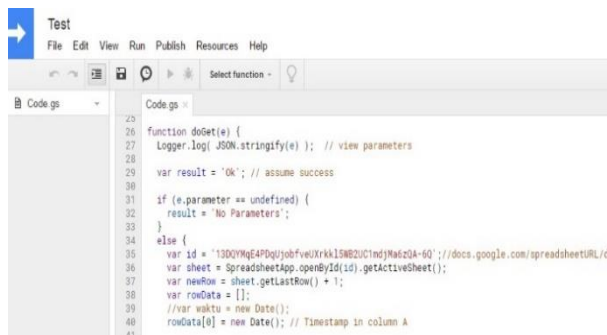 Test
File Edit View Run Publish Resources Help
Select function
Code.gs
Code.gs ×
25
26 function doGet(e) {
27 Logger.log( JSON.stringify(e) ); // view parameters
28
29 var result = 'Ok'; // assume success
30
31 if (e.parameter == undefined) {
32 result = 'No Parameters';
33 }
34 else {
35 var id = //docs.google.com/spreadsheetURL/d
36 var sheet = SpreadsheetApp.openById(id).getActiveSheet();
37 var newRow = sheet.getLastRow() + 1;
38 var rowData = [];
39 //var waktu = new Date();
40 rowData[0] = new Date(); // Timestamp in column A
41